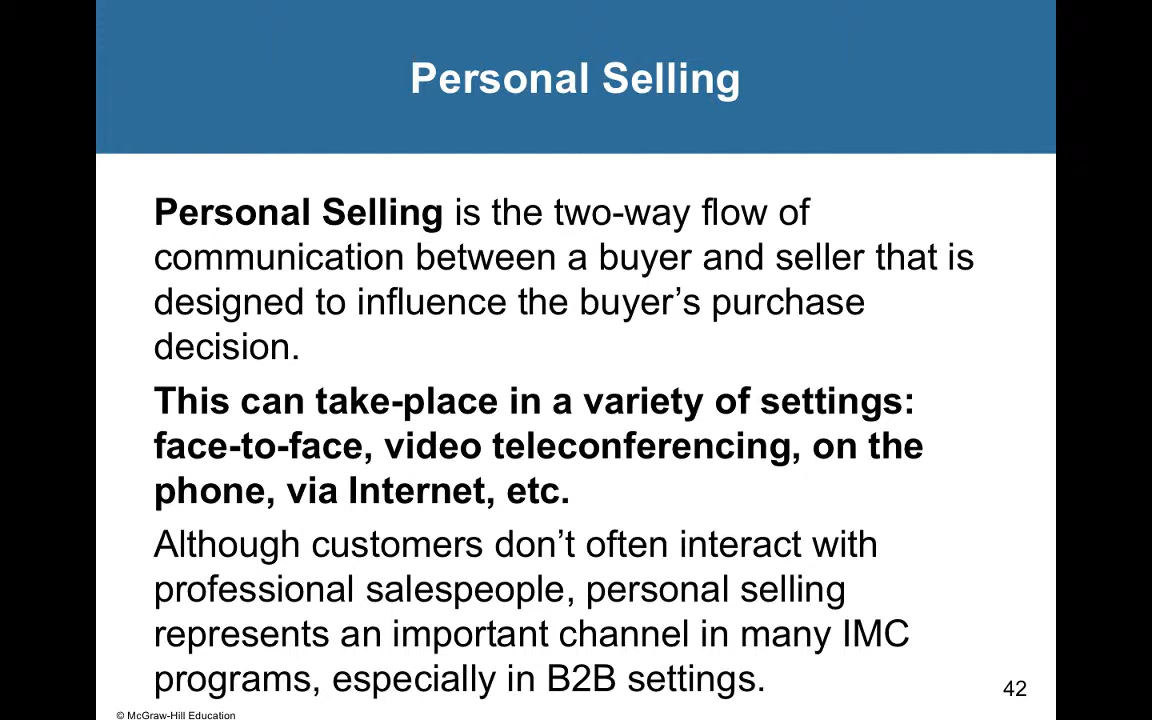 Personal Selling
Personal Selling is the two-way flow of
communication between a buyer and seller that is
designed to influence the buyer’s purchase
decision.
This can take-place in a variety of settings:
face-to-face, video teleconferencing, on the
phone, via Internet, etc.
Although customers don’t often interact with
professional salespeople, personal selling
represents an important channel in many IMC
programs, especially in B2B settings.
42
© McGraw-Hill Education